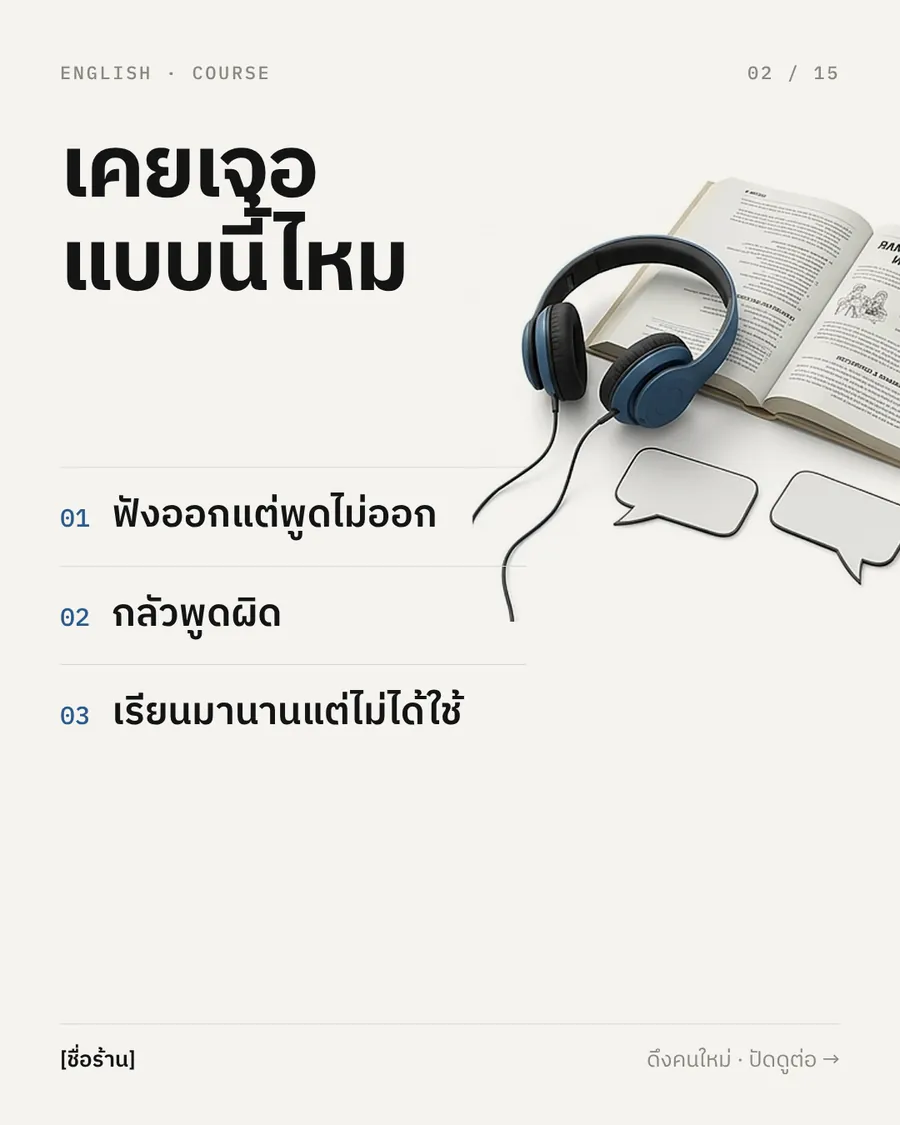 ENGLISH · COURSE
02 / 15
เคยเจอ
แบบนี้ไหม
01 ฟังออกแต่พูดไม่ออก
02 กลัวพูดผิด
03 เรียนมานานแต่ไม่ได้ใช้
[ชื่อร้าน]
ดึงคนใหม่ · ปัดดูต่อ →